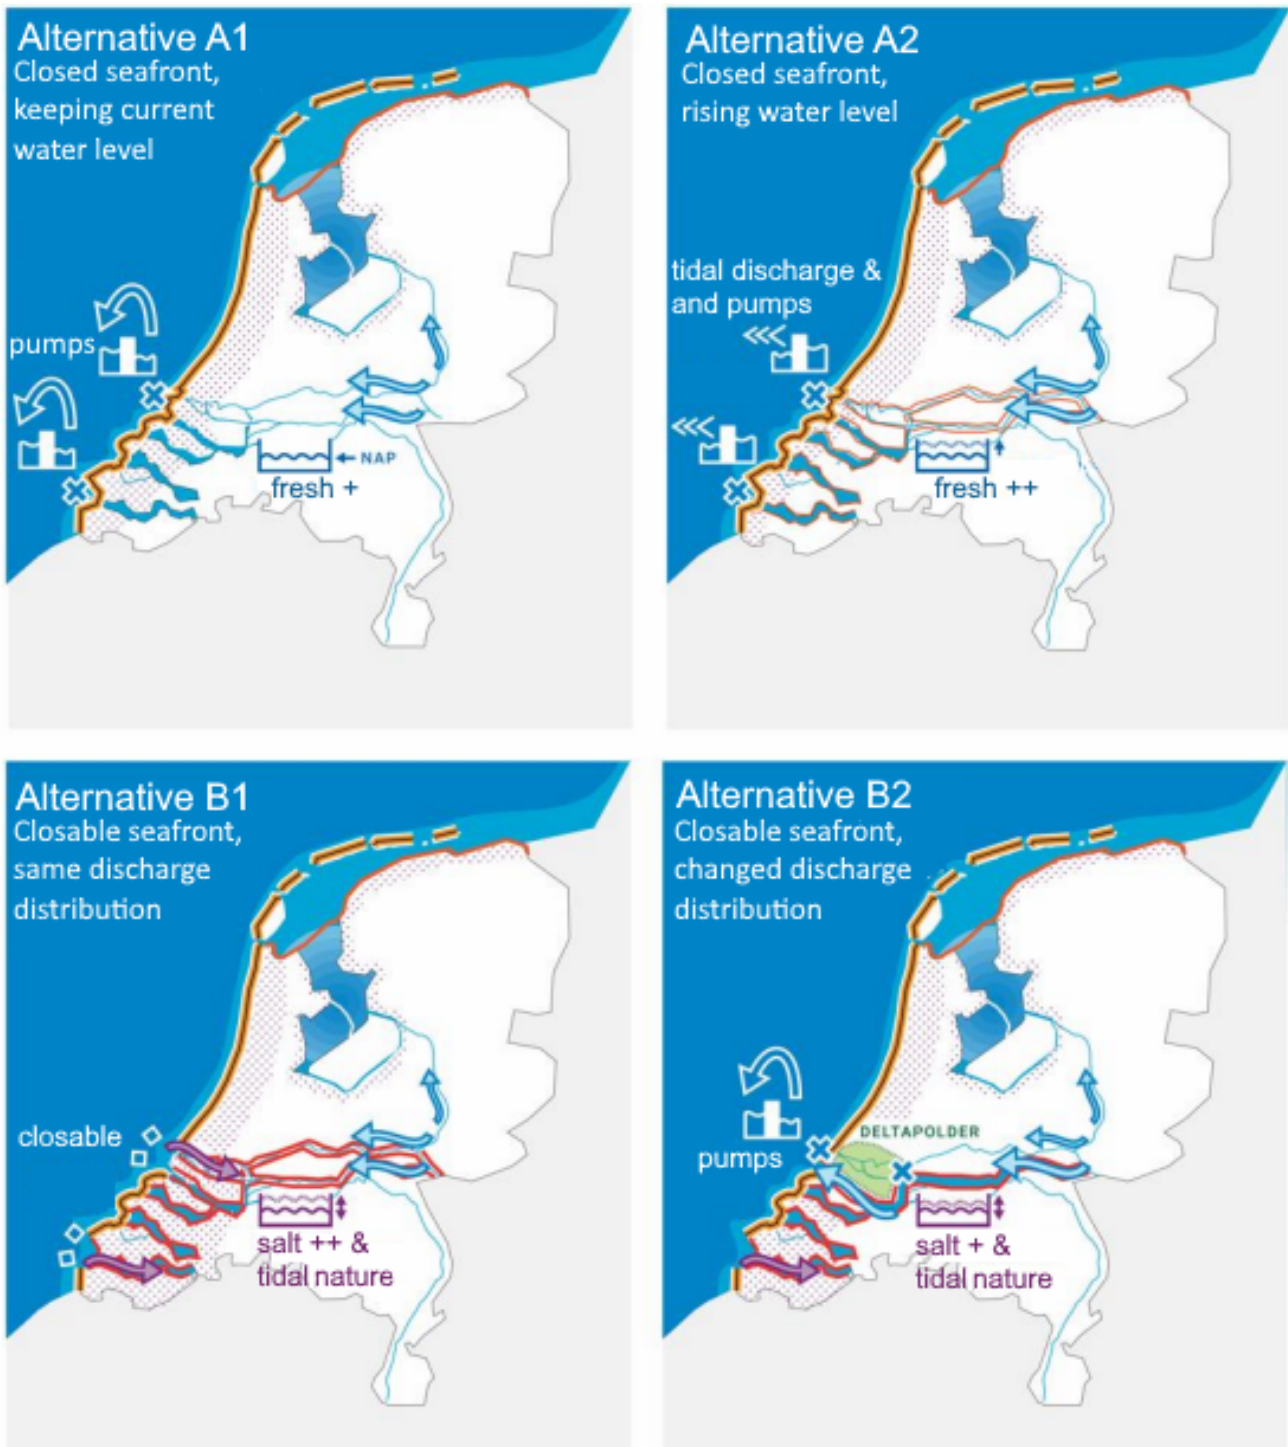 Alternative A1
Closed seafront,
keeping current
water level
pumps
NAP
fresh +
Alternative A2
Closed seafront,
rising water level
tidal discharge &
and pumps
fresh ++
Alternative B1
Closable seafront,
same discharge
distribution
closable
salt ++ &
tidal nature
Alternative B2
Closable seafront,
changed discharge
distribution
DELTAPOLDER
pumps
salt + &
tidal nature